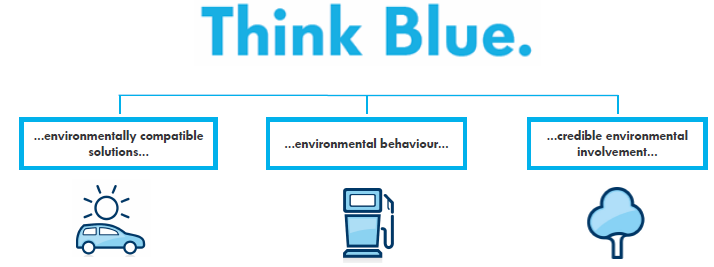 Think Blue.
...environmentally compatible
solutions...
...environmental behaviour...
...credible environmental
involvement...